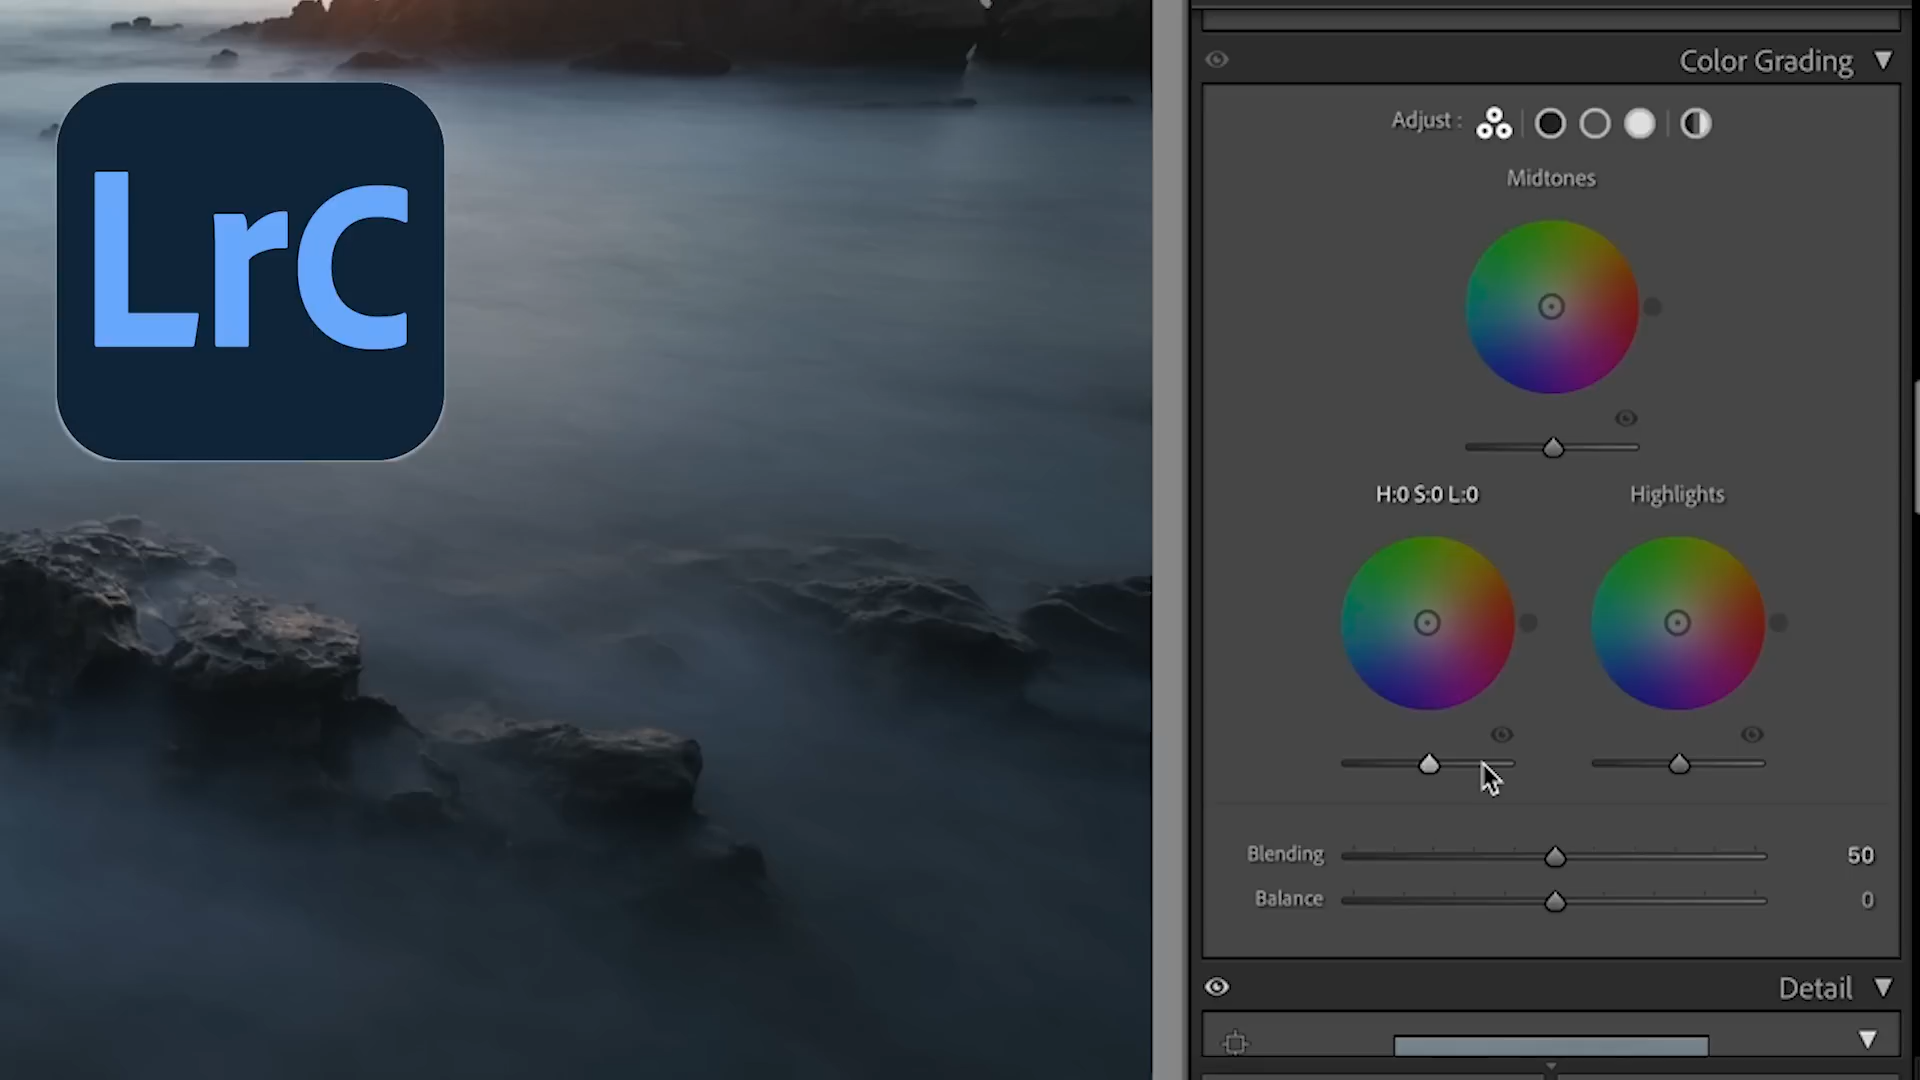 LrC
Color Grading
Adjust :
Midtones
H:0 S:0 L:0
Highlights
Blending 50
Balance 0
Detail